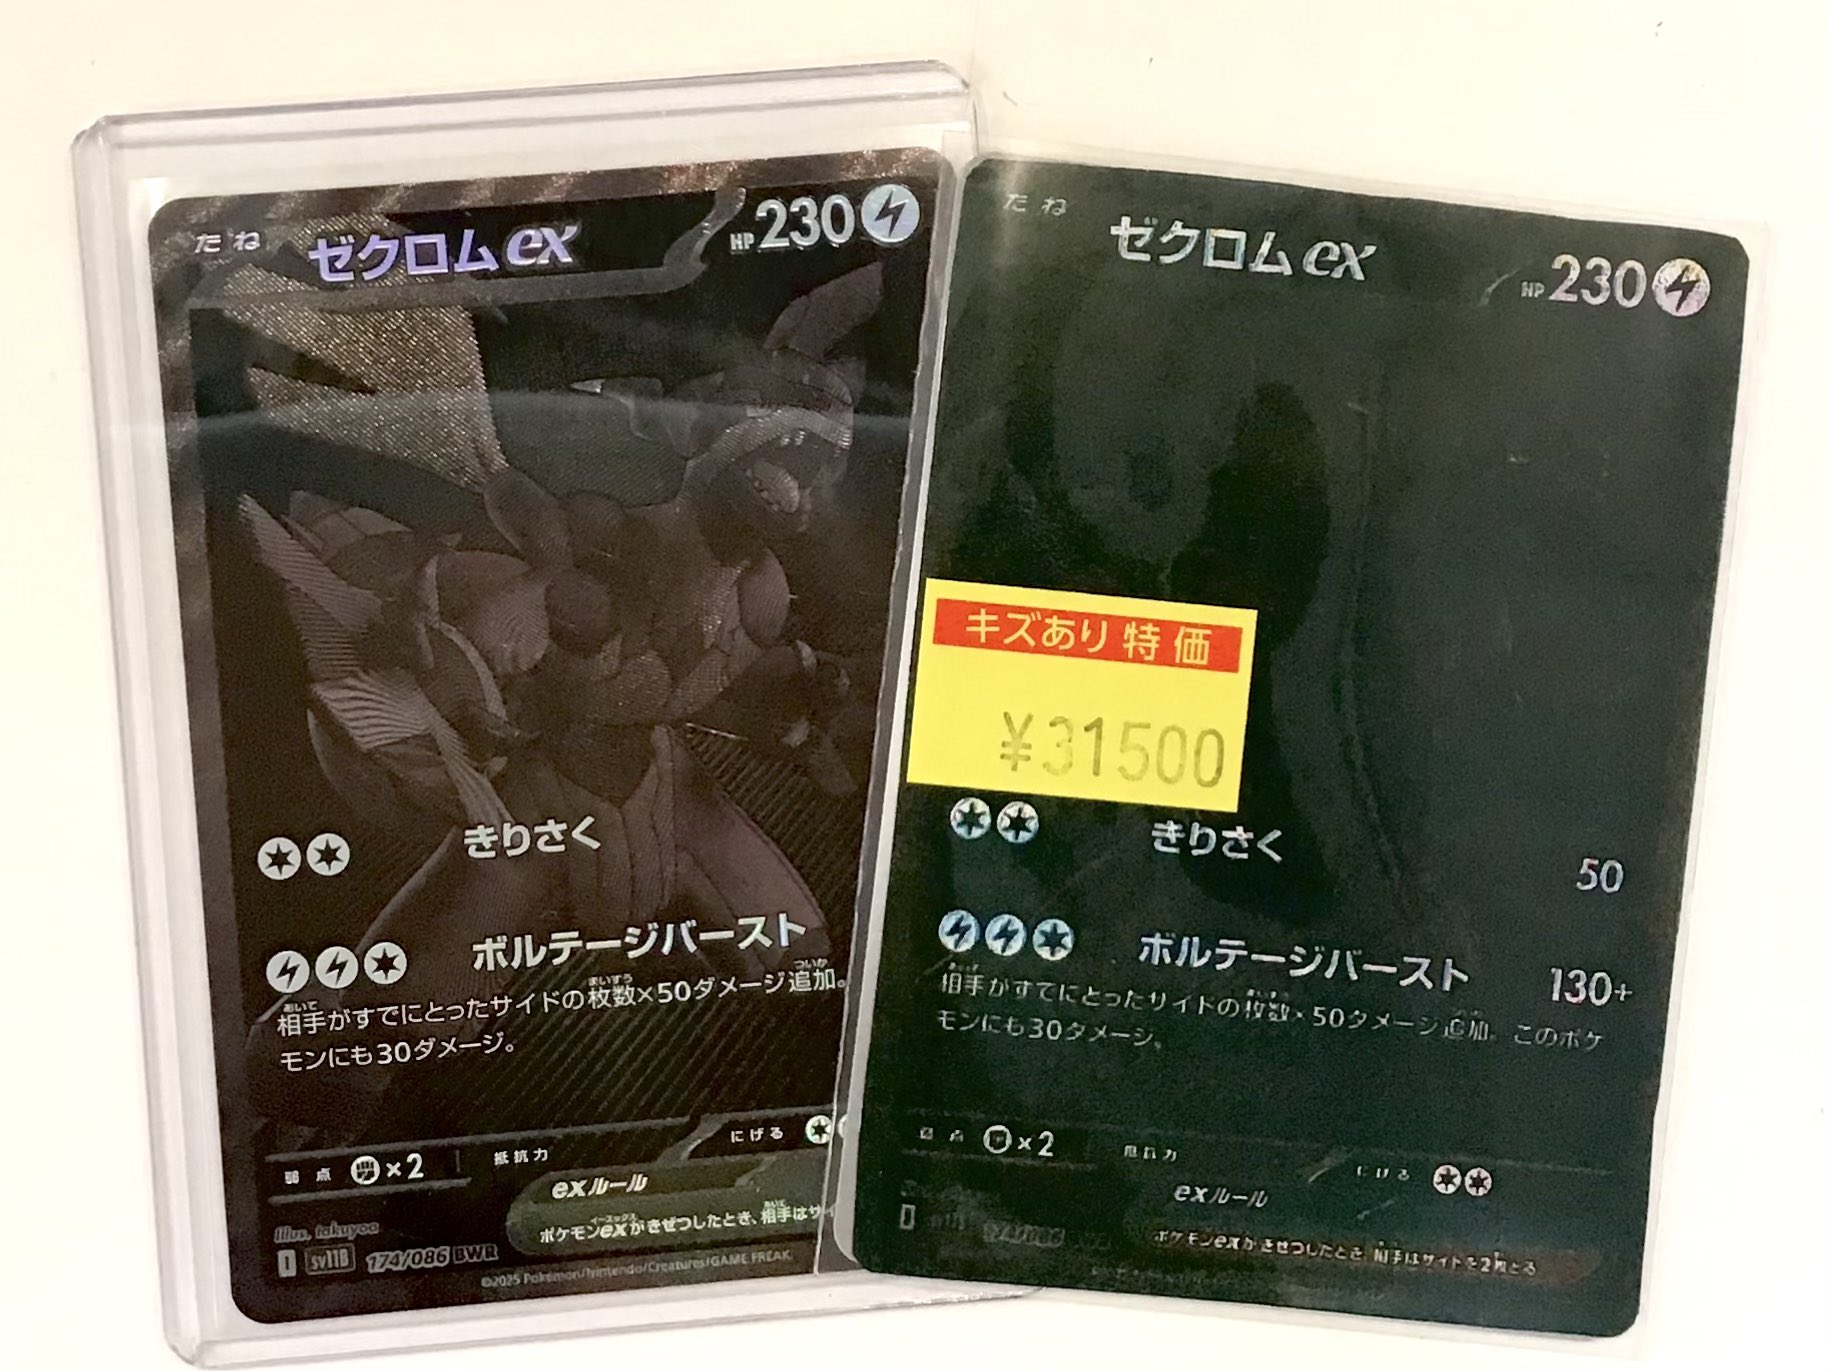 たね ゼクロムex HP230
きりさく
ボルテージバースト
相手がすでにとったサイドの枚数×50ダメージ追加。
モンにも30ダメージ。
弱点 ×2 抵抗力 にげる
exルール
ポケモンexがきぜつしたとき、相手はサイ
Illus. takuyoa
I sv11B 174/086 BWR
©2025 Pokémon/Nintendo/Creatures/GAME FREAK
たね ゼクロムex HP230
キズあり特価
¥31500
きりさく 50
ボルテージバースト 130+
相手がすでにとったサイドの枚数×50ダメージ追加。このポケ
モンにも30ダメージ。
弱点 ×2 抵抗力 にげる
exルール
ポケモンexがきぜつしたとき、相手はサイドを2枚とる
174/086